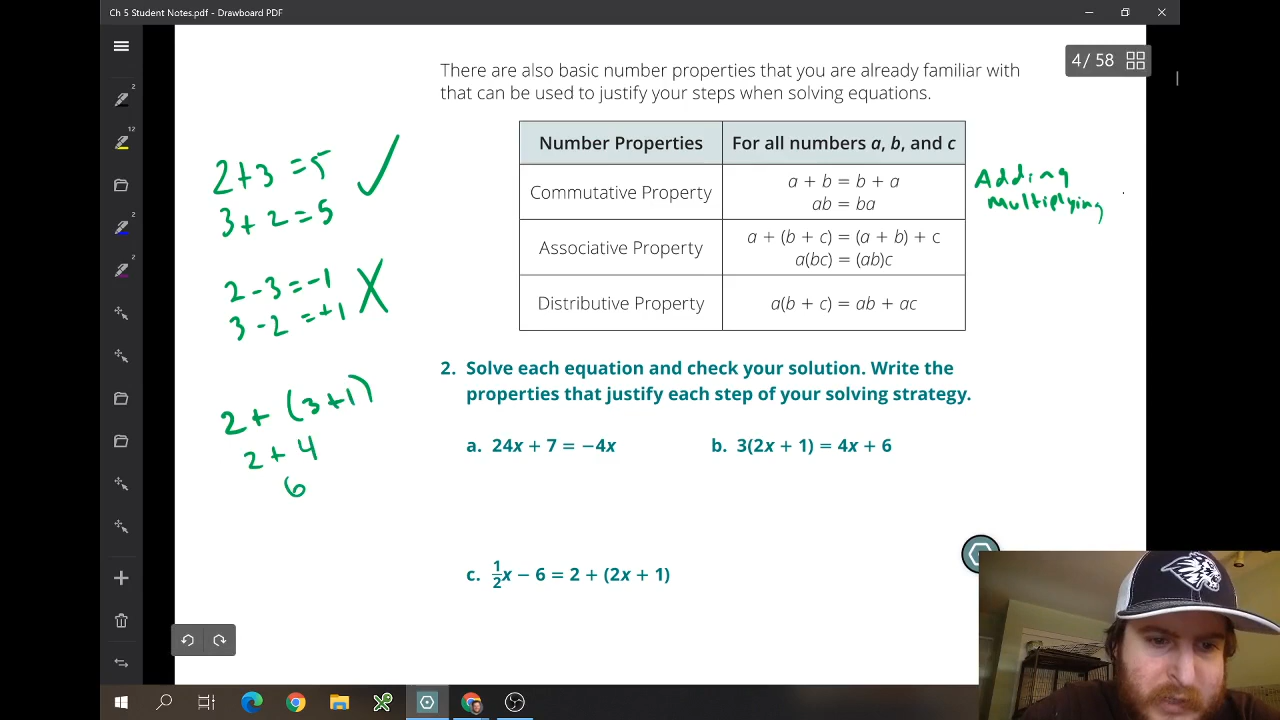 Ch 5 Student Notes.pdf - Drawboard PDF
4 / 58
There are also basic number properties that you are already familiar with
that can be used to justify your steps when solving equations.
Number Properties
For all numbers a, b, and c
Commutative Property
a + b = b + a
ab = ba
Associative Property
a + (b + c) = (a + b) + c
a(bc) = (ab)c
Distributive Property
a(b + c) = ab + ac
Adding
Multiplying
2+3 =5
3+2=5
2-3=-1
3-2=+1
2+(3+1)
2+4
6
2. Solve each equation and check your solution. Write the
properties that justify each step of your solving strategy.
a. 24x + 7 = −4x
b. 3(2x + 1) = 4x + 6
c. 1/2x − 6 = 2 + (2x + 1)
2
12
2
2